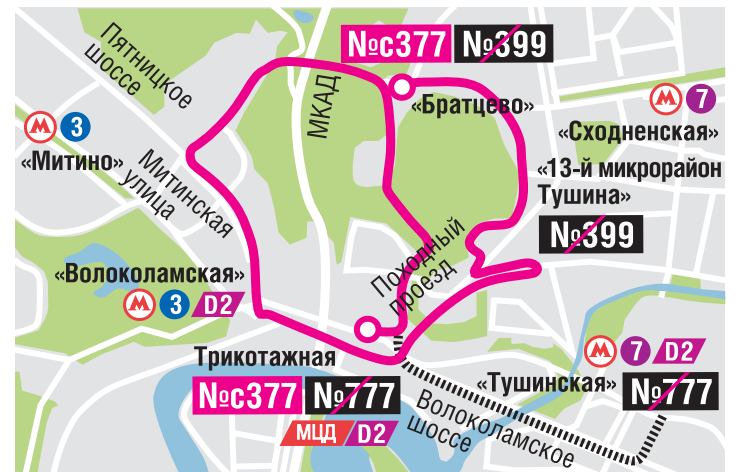 №с377 №399
«Братцево»
Пятницкое
шоссе
МКАД
М 3
«Митино»
М 7
«Сходненская»
«13-й микрорайон
Тушина»
№399
Митинская
улица
Походный
проезд
«Волоколамская»
М 3 D2
Трикотажная
№с377 №777
МЦД D2
М 7 D2
«Тушинская» №777
Волоколамское
шоссе